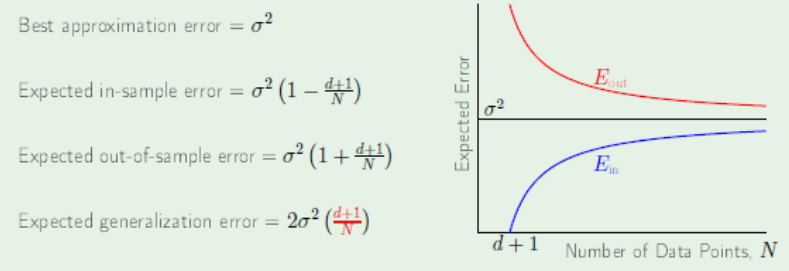 Best approximation error = σ²
Expected in-sample error = σ² (1 − (d+1)/N)
Expected out-of-sample error = σ² (1 + (d+1)/N)
Expected generalization error = 2σ² ((d+1)/N)
Expected Error
σ²
E_out
E_in
d + 1
Number of Data Points, N